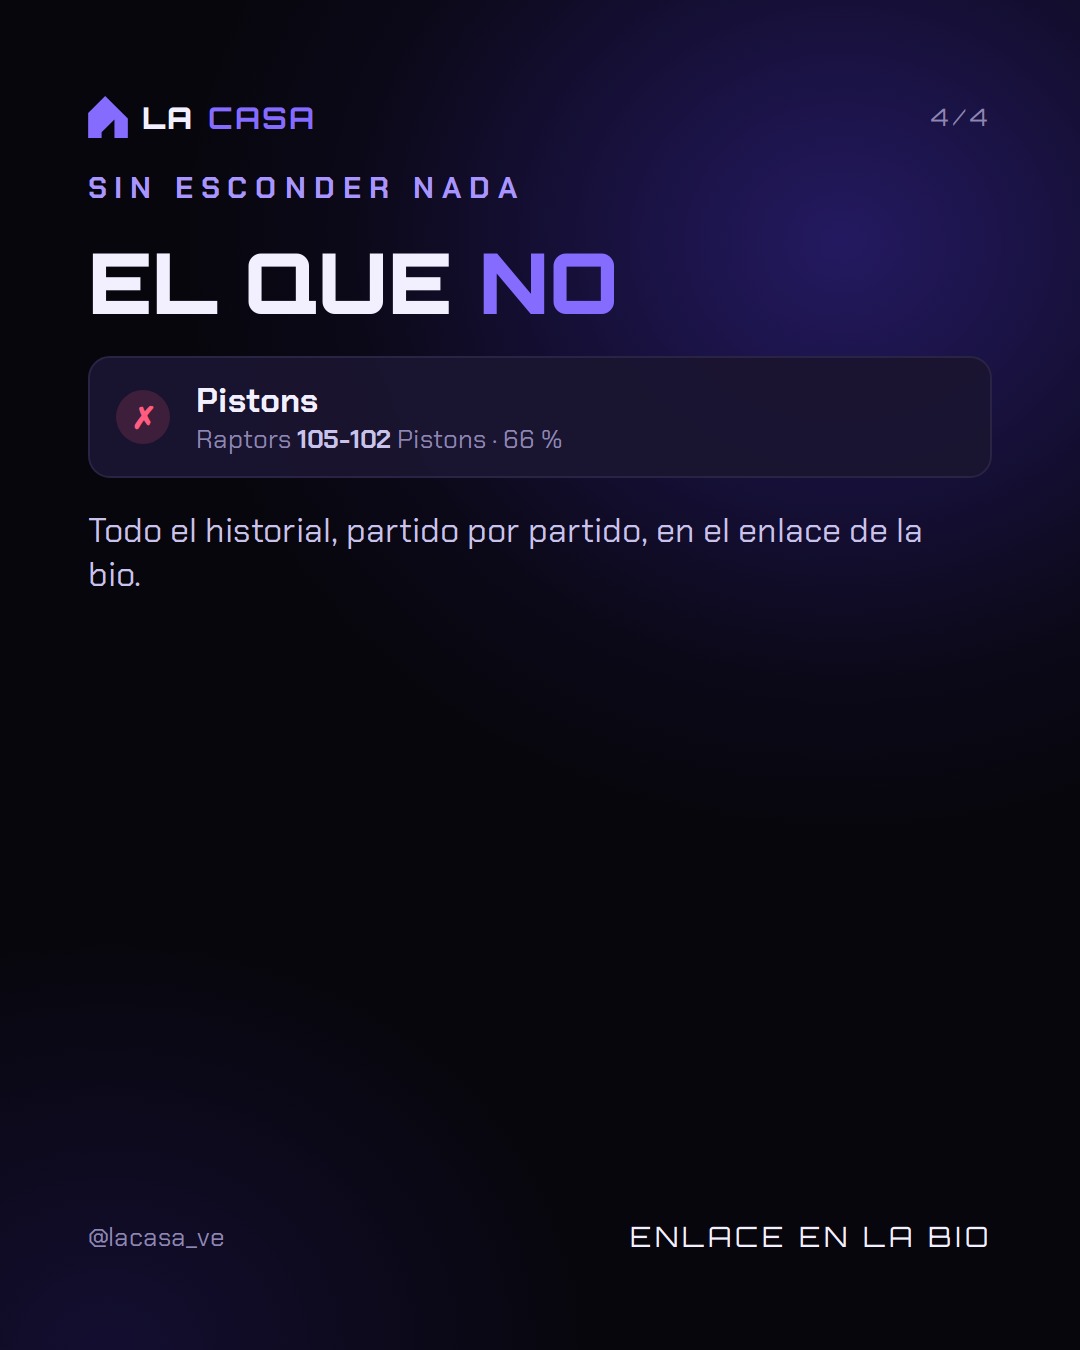 LA CASA
4/4
SIN ESCONDER NADA
EL QUE NO
✗
Pistons
Raptors 105-102 Pistons · 66 %
Todo el historial, partido por partido, en el enlace de la
bio.
@lacasa_ve
ENLACE EN LA BIO